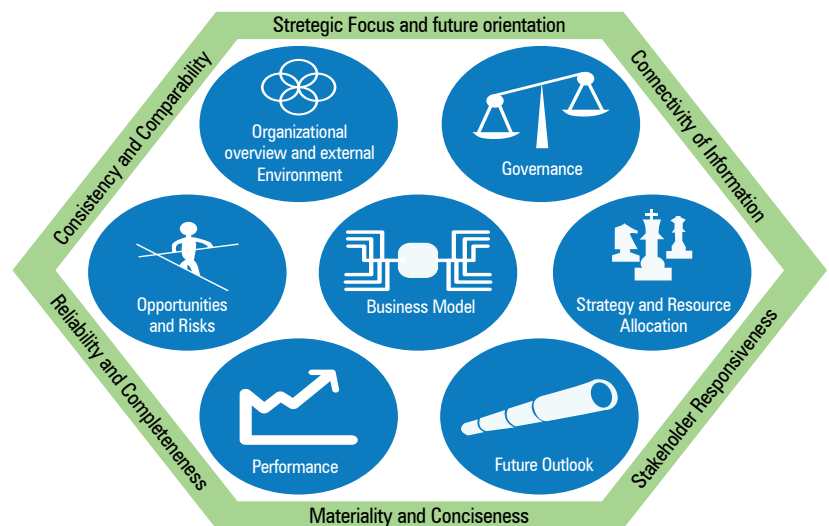 Stretegic Focus and future orientation
Consistency and Comparability
Connectivity of Information
Organizational
overview and external
Environment
Governance
Opportunities
and Risks
Business Model
Strategy and Resource
Allocation
Performance
Future Outlook
Reliability and Completeness
Stakeholder Responsiveness
Materiality and Conciseness